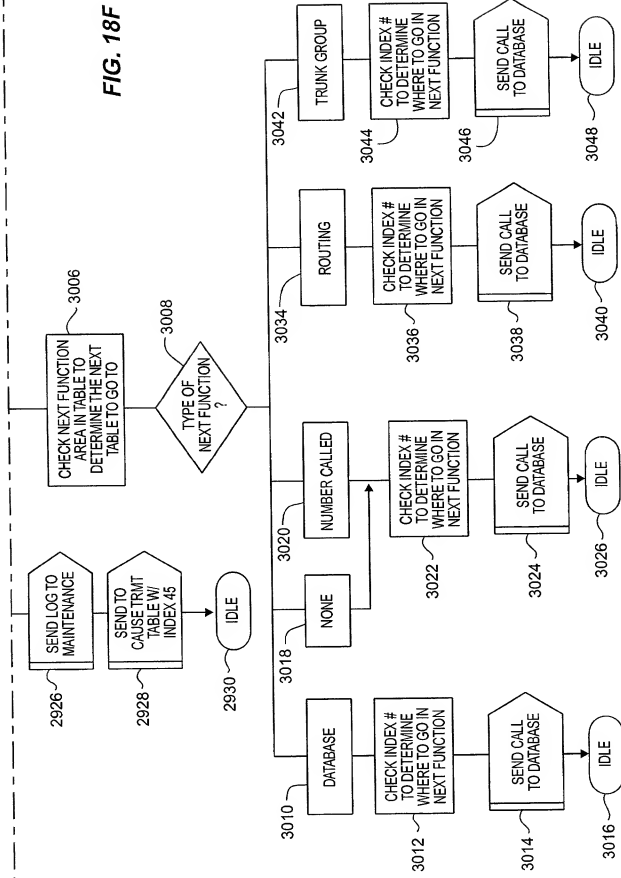 FIG. 18F
2926
SEND LOG TO
MAINTENANCE
2928
SEND TO
CAUSE TRMT
TABLE W/
INDEX 45
IDLE
2930
3006
CHECK NEXT FUNCTION
AREA IN TABLE TO
DETERMINE THE NEXT
TABLE TO GO TO
3008
TYPE OF
NEXT FUNCTION
?
3010
DATABASE
3012
CHECK INDEX #
TO DETERMINE
WHERE TO GO IN
NEXT FUNCTION
3014
SEND CALL
TO DATABASE
3016
IDLE
3018
NONE
3020
NUMBER CALLED
3022
CHECK INDEX #
TO DETERMINE
WHERE TO GO IN
NEXT FUNCTION
3024
SEND CALL
TO DATABASE
3026
IDLE
3034
ROUTING
3036
CHECK INDEX #
TO DETERMINE
WHERE TO GO IN
NEXT FUNCTION
3038
SEND CALL
TO DATABASE
3040
IDLE
3042
TRUNK GROUP
3044
CHECK INDEX #
TO DETERMINE
WHERE TO GO IN
NEXT FUNCTION
3046
SEND CALL
TO DATABASE
3048
IDLE